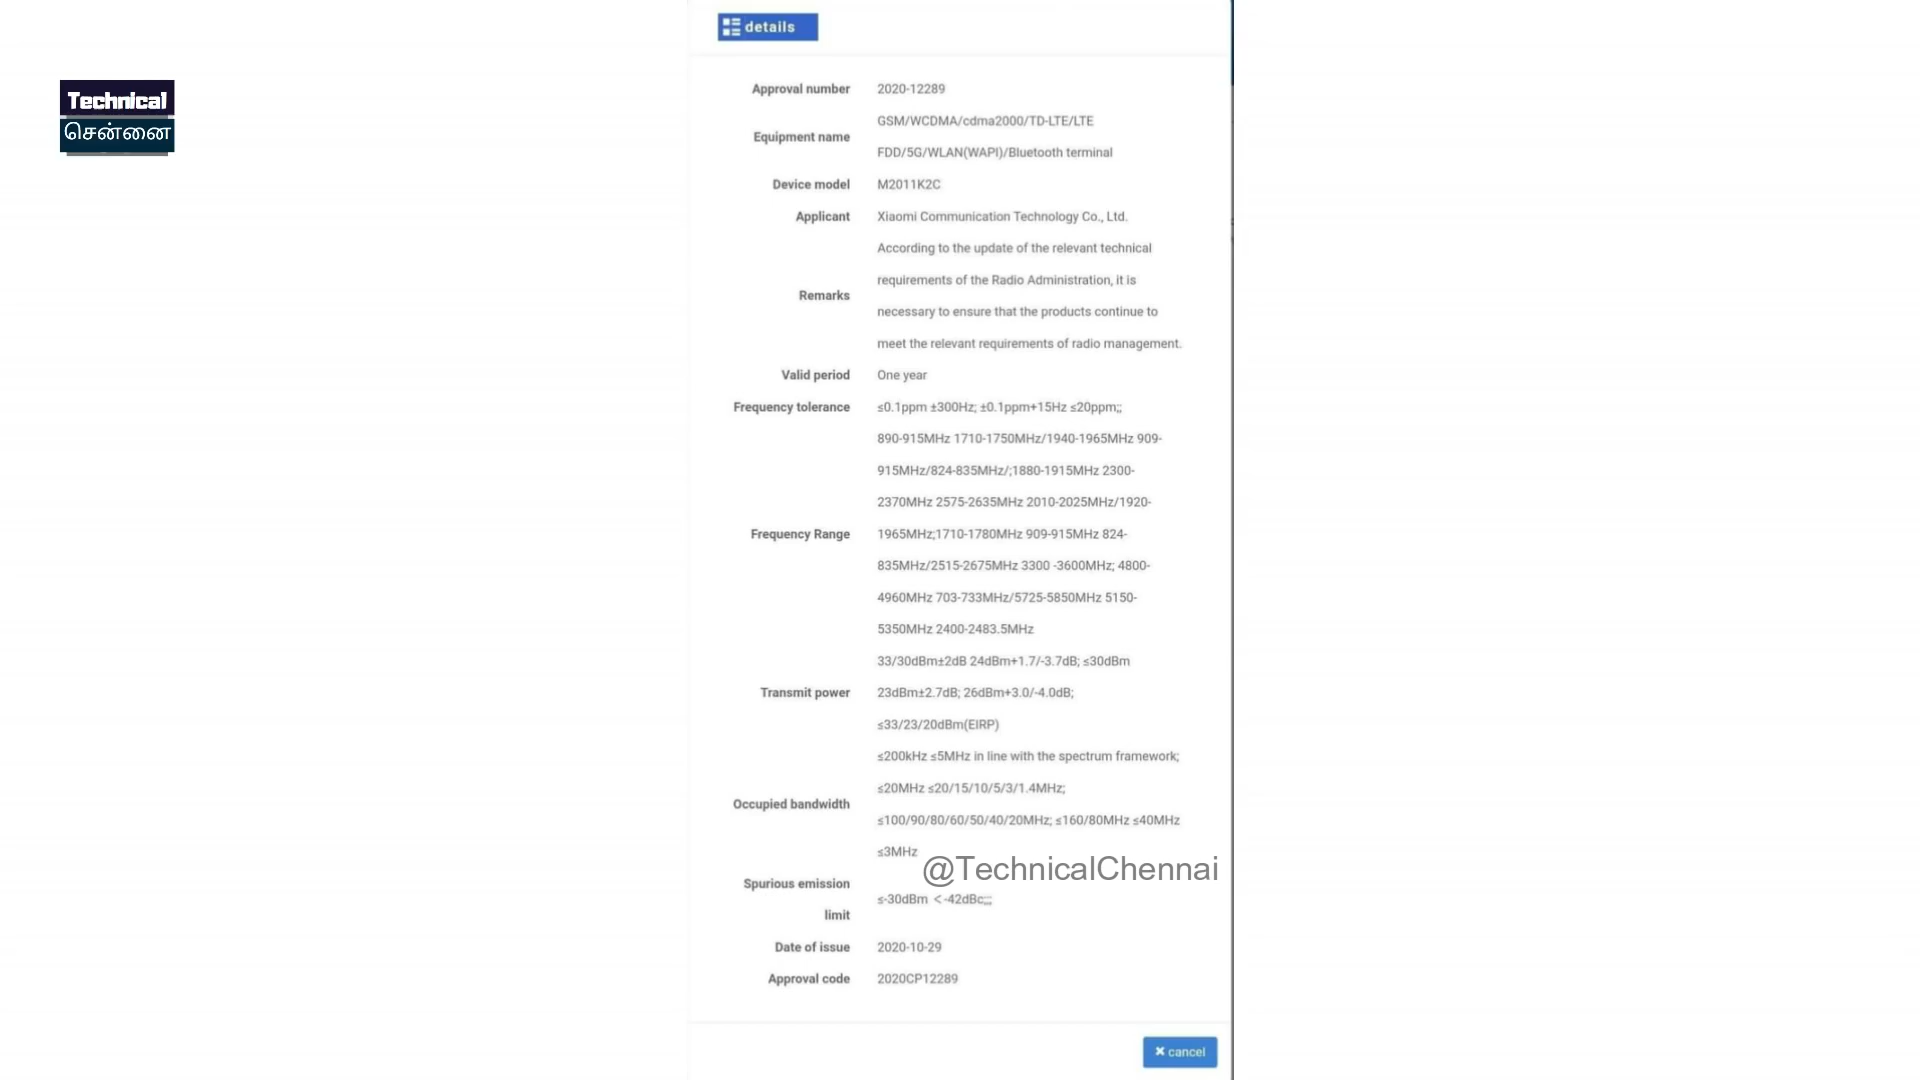 details
Technical
சென்னை
Approval number 2020-12289
Equipment name GSM/WCDMA/cdma2000/TD-LTE/LTE
FDD/5G/WLAN(WAPI)/Bluetooth terminal
Device model M2011K2C
Applicant Xiaomi Communication Technology Co., Ltd.
Remarks According to the update of the relevant technical
requirements of the Radio Administration, it is
necessary to ensure that the products continue to
meet the relevant requirements of radio management.
Valid period One year
Frequency tolerance ≤0.1ppm ±300Hz; ±0.1ppm+15Hz ≤20ppm;;
Frequency Range 890-915MHz 1710-1750MHz/1940-1965MHz 909-
915MHz/824-835MHz/;1880-1915MHz 2300-
2370MHz 2575-2635MHz 2010-2025MHz/1920-
1965MHz;1710-1780MHz 909-915MHz 824-
835MHz/2515-2675MHz 3300 -3600MHz; 4800-
4960MHz 703-733MHz/5725-5850MHz 5150-
5350MHz 2400-2483.5MHz
Transmit power 33/30dBm±2dB 24dBm+1.7/-3.7dB; ≤30dBm
23dBm±2.7dB; 26dBm+3.0/-4.0dB;
≤33/23/20dBm(EIRP)
Occupied bandwidth ≤200kHz ≤5MHz in line with the spectrum framework;
≤20MHz ≤20/15/10/5/3/1.4MHz;
≤100/90/80/60/50/40/20MHz; ≤160/80MHz ≤40MHz
≤3MHz
@TechnicalChennai
Spurious emission
limit ≤-30dBm <-42dBc;;;
Date of issue 2020-10-29
Approval code 2020CP12289
✖ cancel